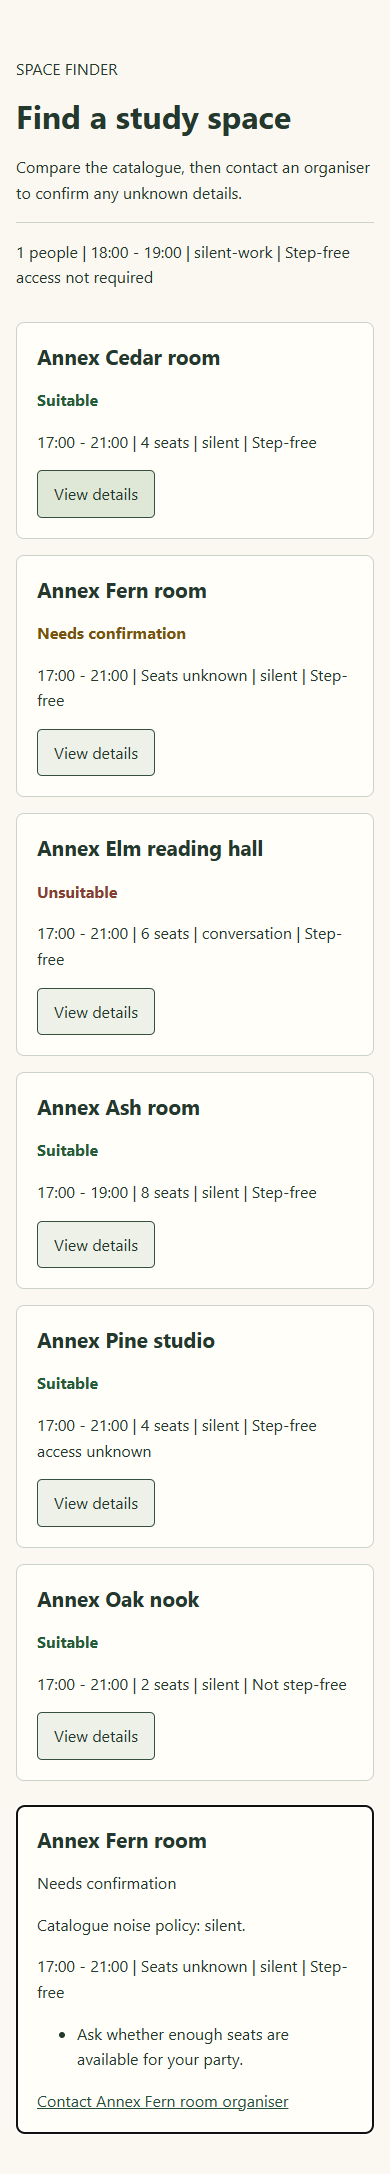 SPACE FINDER
Find a study space
Compare the catalogue, then contact an organiser
to confirm any unknown details.
1 people | 18:00 - 19:00 | silent-work | Step-free
access not required
Annex Cedar room
Suitable
17:00 - 21:00 | 4 seats | silent | Step-free
View details
Annex Fern room
Needs confirmation
17:00 - 21:00 | Seats unknown | silent | Step-
free
View details
Annex Elm reading hall
Unsuitable
17:00 - 21:00 | 6 seats | conversation | Step-
free
View details
Annex Ash room
Suitable
17:00 - 19:00 | 8 seats | silent | Step-free
View details
Annex Pine studio
Suitable
17:00 - 21:00 | 4 seats | silent | Step-free
access unknown
View details
Annex Oak nook
Suitable
17:00 - 21:00 | 2 seats | silent | Not step-free
View details
Annex Fern room
Needs confirmation
Catalogue noise policy: silent.
17:00 - 21:00 | Seats unknown | silent | Step-
free
• Ask whether enough seats are
available for your party.
Contact Annex Fern room organiser